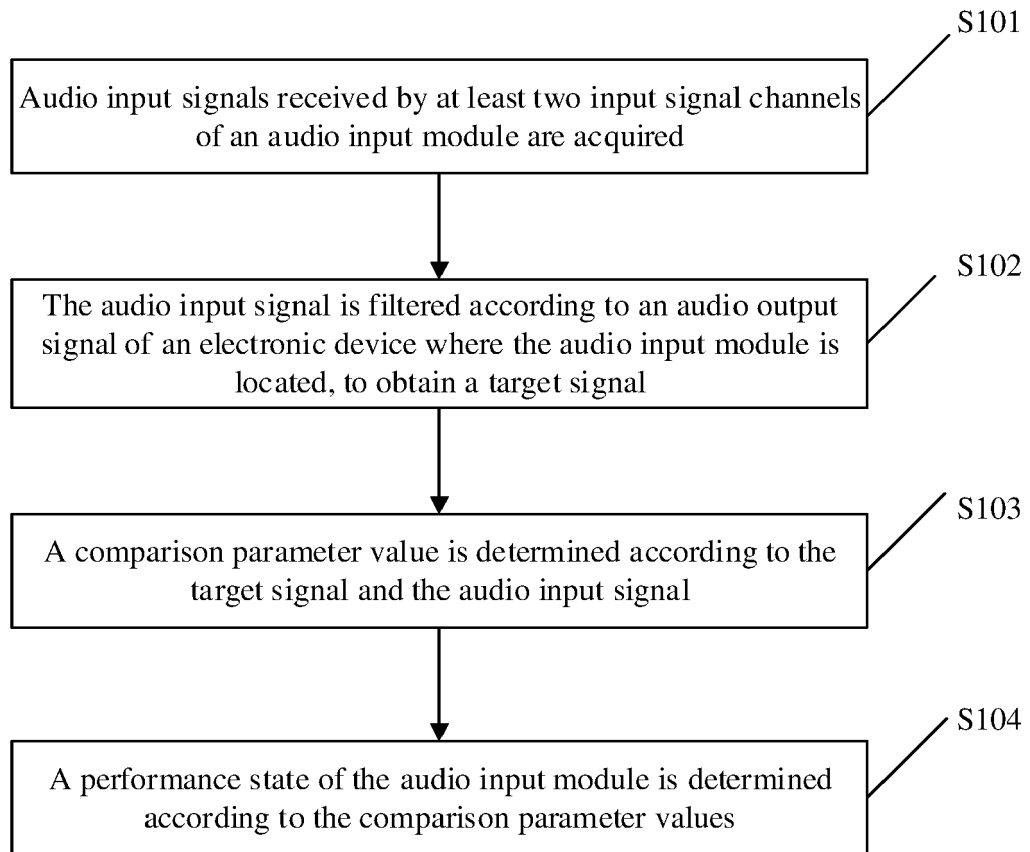 S101
Audio input signals received by at least two input signal channels
of an audio input module are acquired
S102
The audio input signal is filtered according to an audio output
signal of an electronic device where the audio input module is
located, to obtain a target signal
S103
A comparison parameter value is determined according to the
target signal and the audio input signal
S104
A performance state of the audio input module is determined
according to the comparison parameter values